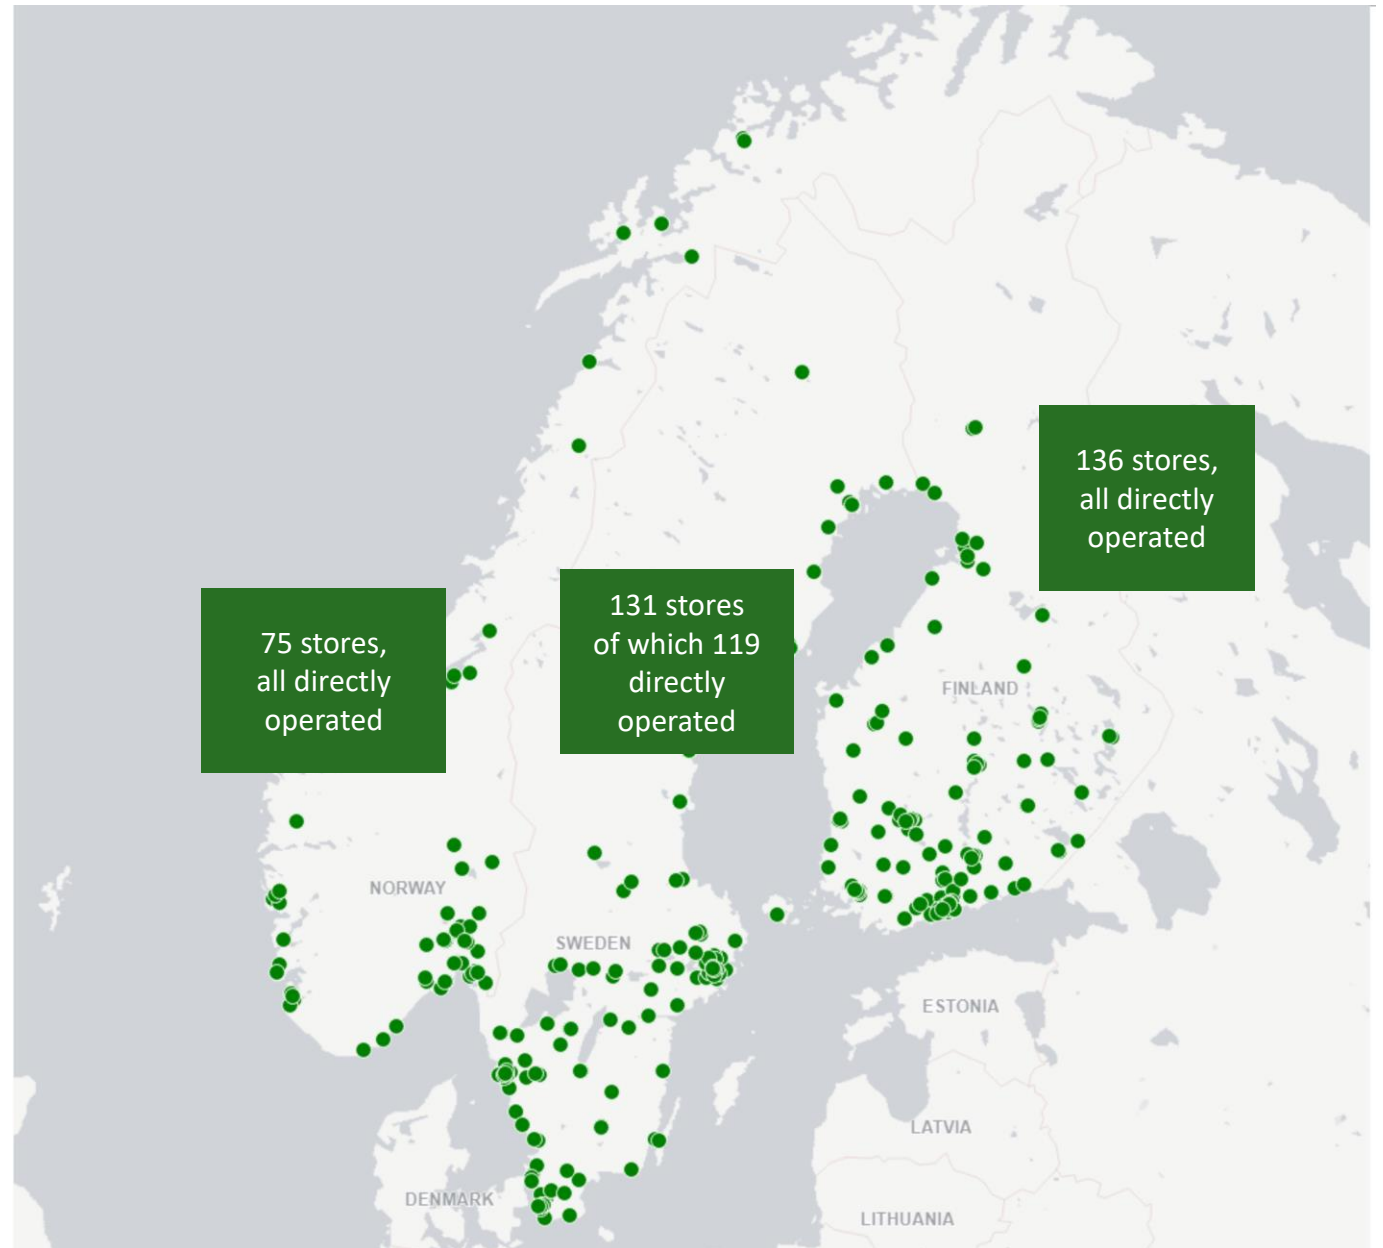 136 stores,
all directly
operated
131 stores
of which 119
directly
operated
75 stores,
all directly
operated
FINLAND
NORWAY
SWEDEN
ESTONIA
LATVIA
DENMARK
LITHUANIA